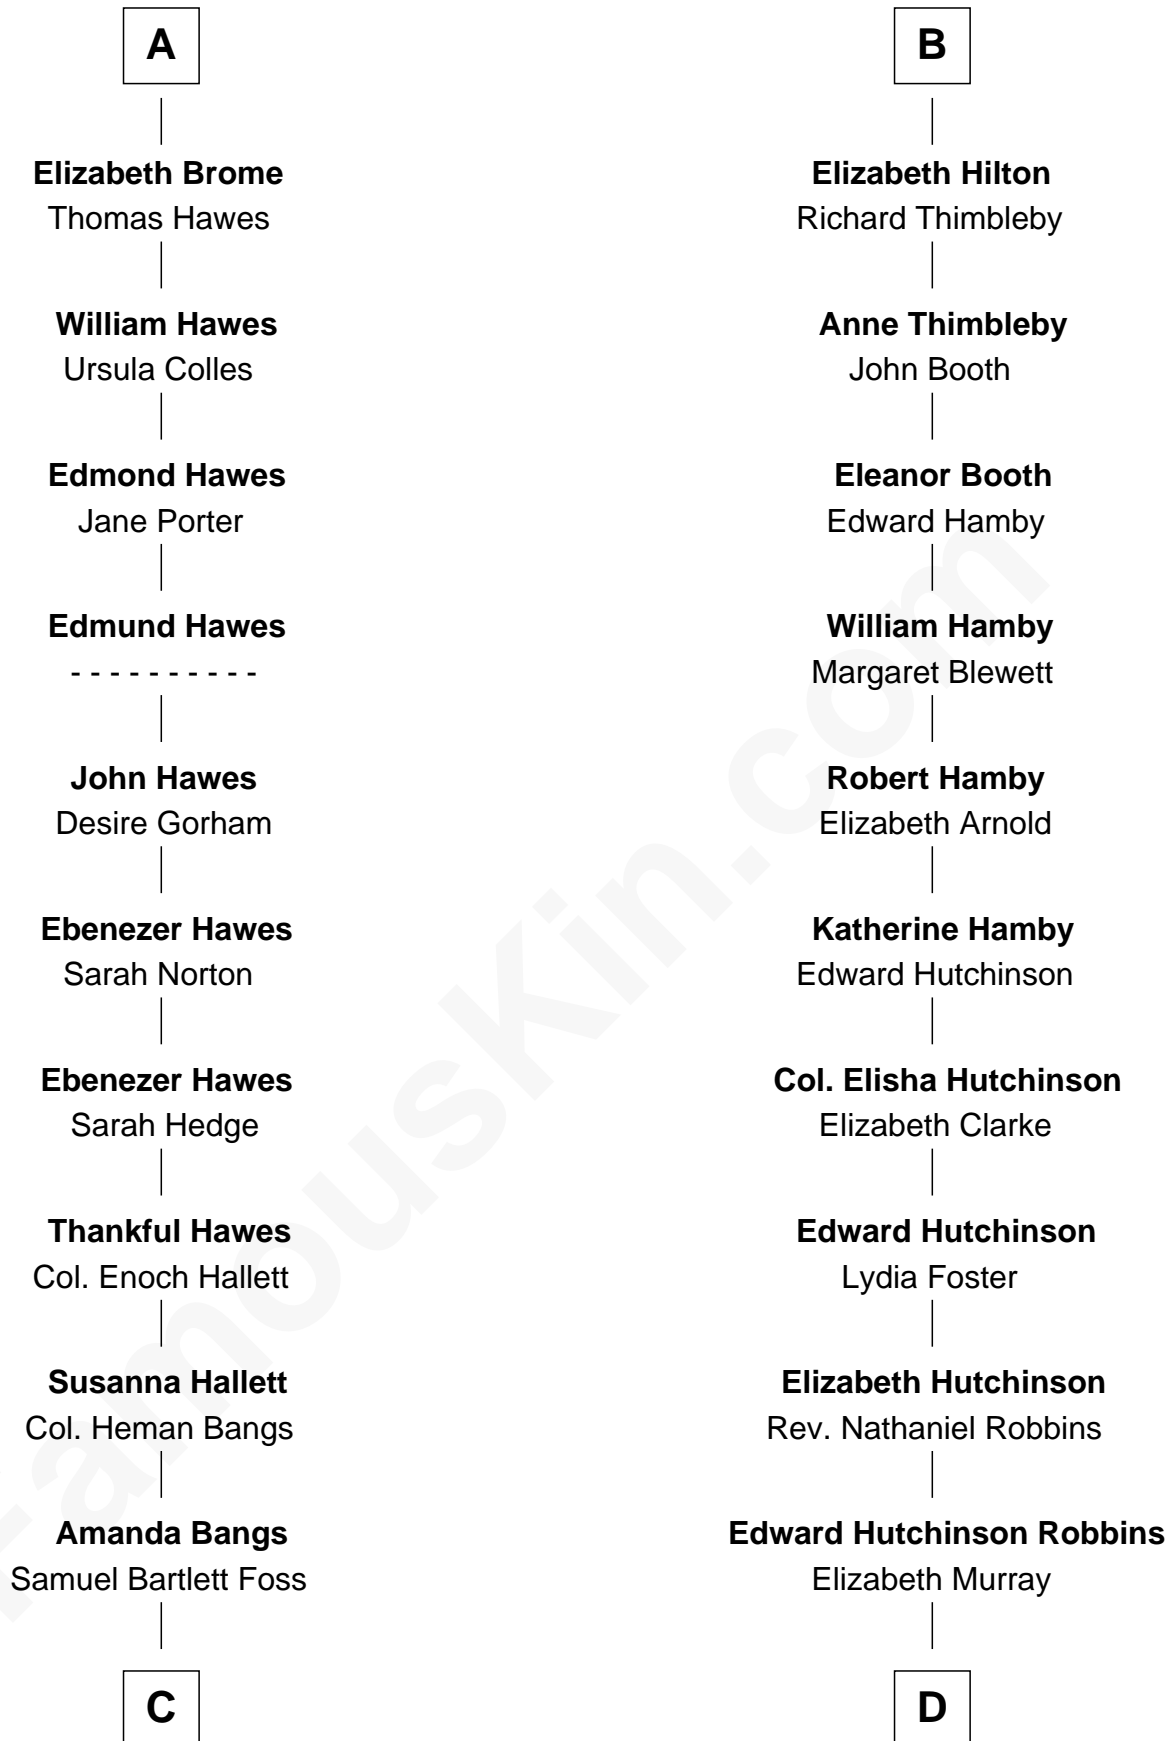 A
Elizabeth Brome
Thomas Hawes
William Hawes
Ursula Colles
Edmond Hawes
Jane Porter
Edmund Hawes
- - - - - - - - - -
John Hawes
Desire Gorham
Ebenezer Hawes
Sarah Norton
Ebenezer Hawes
Sarah Hedge
Thankful Hawes
Col. Enoch Hallett
Susanna Hallett
Col. Heman Bangs
Amanda Bangs
Samuel Bartlett Foss
C
B
Elizabeth Hilton
Richard Thimbleby
Anne Thimbleby
John Booth
Eleanor Booth
Edward Hamby
William Hamby
Margaret Blewett
Robert Hamby
Elizabeth Arnold
Katherine Hamby
Edward Hutchinson
Col. Elisha Hutchinson
Elizabeth Clarke
Edward Hutchinson
Lydia Foster
Elizabeth Hutchinson
Rev. Nathaniel Robbins
Edward Hutchinson Robbins
Elizabeth Murray
D
FamousKin.com